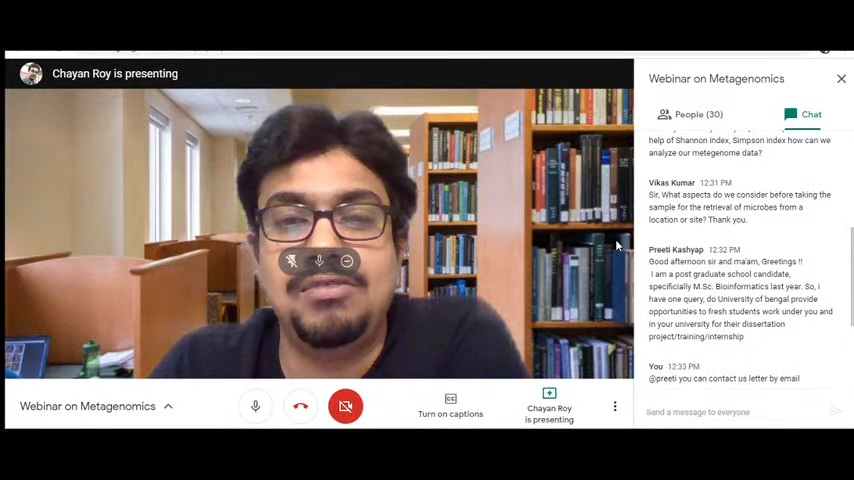 Chayan Roy is presenting
Webinar on Metagenomics
People (30)
Chat
help of Shannon index, Simpson index how can we
analyze our metegenome data?
Vikas Kumar 12:31 PM
Sir, What aspects do we consider before taking the
sample for the retrieval of microbes from a
location or site? Thank you.
Preeti Kashyap 12:32 PM
Good afternoon sir and ma'am, Greetings !!
I am a post graduate school candidate,
specificially M.Sc. Bioinformatics last year. So, i
have one query, do University of bengal provide
opportunities to fresh students work under you and
in your university for their dissertation
project/training/internship
You 12:33 PM
@preeti you can contact us letter by email
Send a message to everyone
Webinar on Metagenomics
Turn on captions
Chayan Roy
is presenting